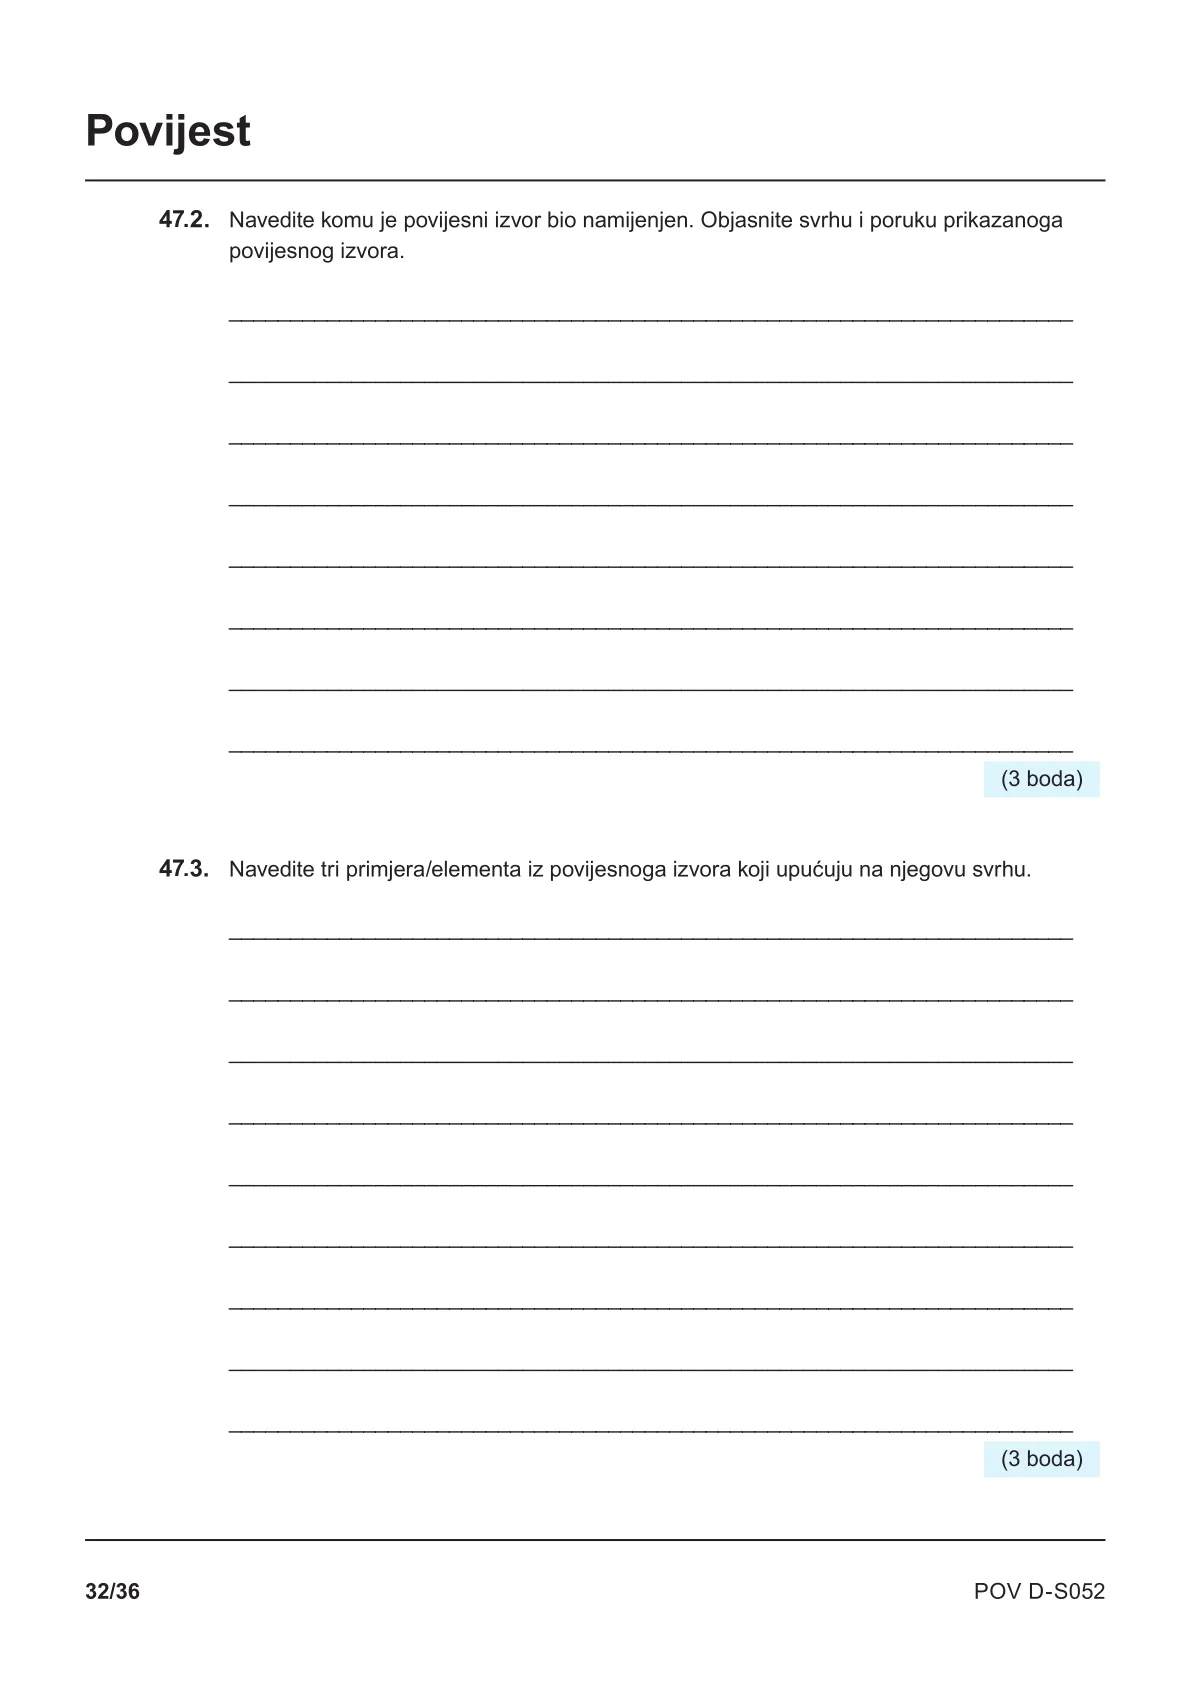 Povijest
47.2. Navedite komu je povijesni izvor bio namijenjen. Objasnite svrhu i poruku prikazanoga
povijesnog izvora.
(3 boda)
47.3. Navedite tri primjera/elementa iz povijesnoga izvora koji upućuju na njegovu svrhu.
(3 boda)
32/36 POV D-S052